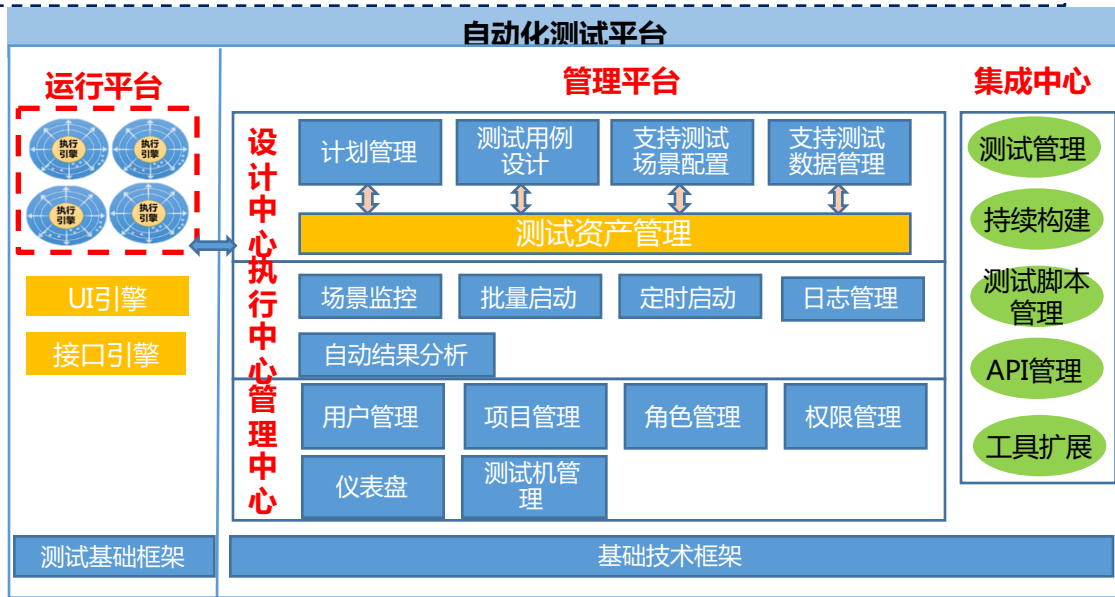 自动化测试平台
运行平台
执行
引擎
执行
引擎
执行
引擎
执行
引擎
UI引擎
接口引擎
测试基础框架
管理平台
设计中心
计划管理
测试用例
设计
支持测试
场景配置
支持测试
数据管理
测试资产管理
执行中心
场景监控
批量启动
定时启动
日志管理
自动结果分析
管理中心
用户管理
项目管理
角色管理
权限管理
仪表盘
测试机管
理
基础技术框架
集成中心
测试管理
持续构建
测试脚本
管理
API管理
工具扩展